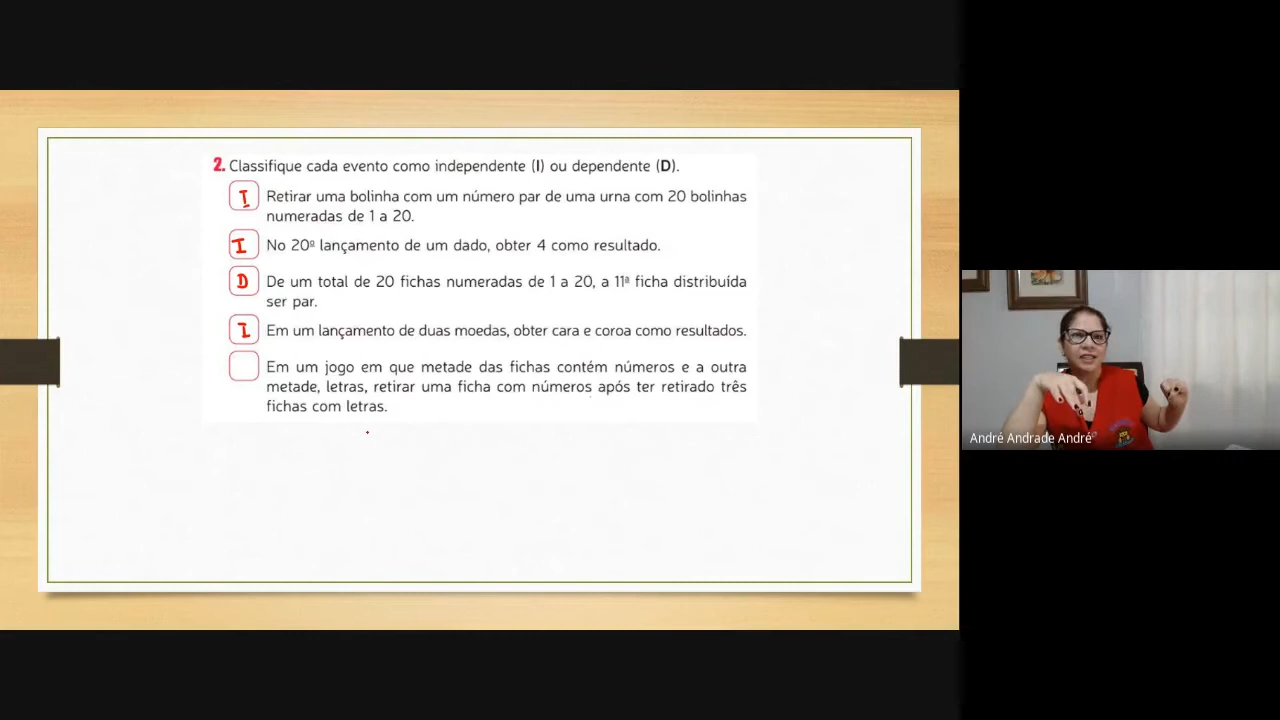 2. Classifique cada evento como independente (I) ou dependente (D).
I Retirar uma bolinha com um número par de uma urna com 20 bolinhas
numeradas de 1 a 20.
I No 20º lançamento de um dado, obter 4 como resultado.
D De um total de 20 fichas numeradas de 1 a 20, a 11ª ficha distribuída
ser par.
I Em um lançamento de duas moedas, obter cara e coroa como resultados.
Em um jogo em que metade das fichas contém números e a outra
metade, letras, retirar uma ficha com números após ter retirado três
fichas com letras.
André Andrade André